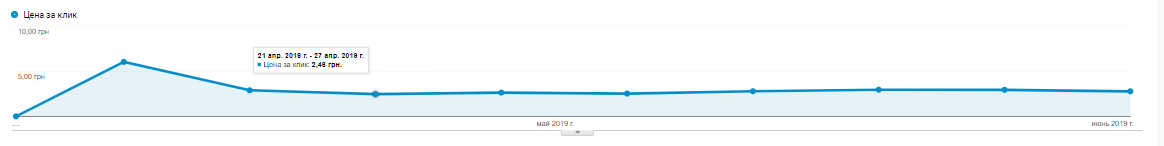 Цена за клик
10,00 грн
21 апр. 2019 г. - 27 апр. 2019 г.
Цена за клик: 2,46 грн.
5,00 грн
...
май 2019 г.
июнь 2019 г.